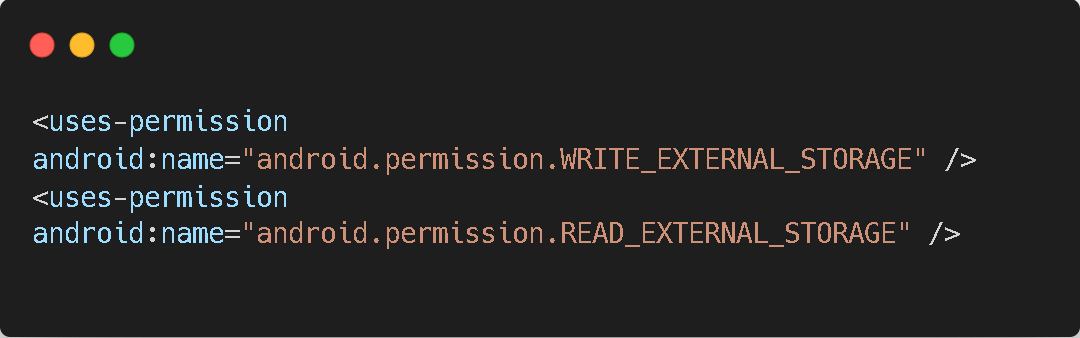 <uses-permission
android:name="android.permission.WRITE_EXTERNAL_STORAGE" />
<uses-permission
android:name="android.permission.READ_EXTERNAL_STORAGE" />